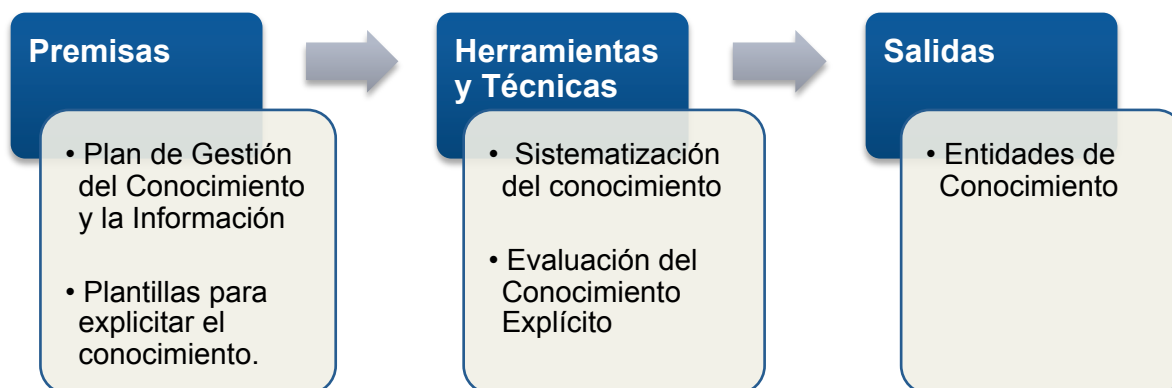 Premisas
• Plan de Gestión
del Conocimiento
y la Información
• Plantillas para
explicitar el
conocimiento.
Herramientas
y Técnicas
• Sistematización
del conocimiento
• Evaluación del
Conocimiento
Explícito
Salidas
• Entidades de
Conocimiento